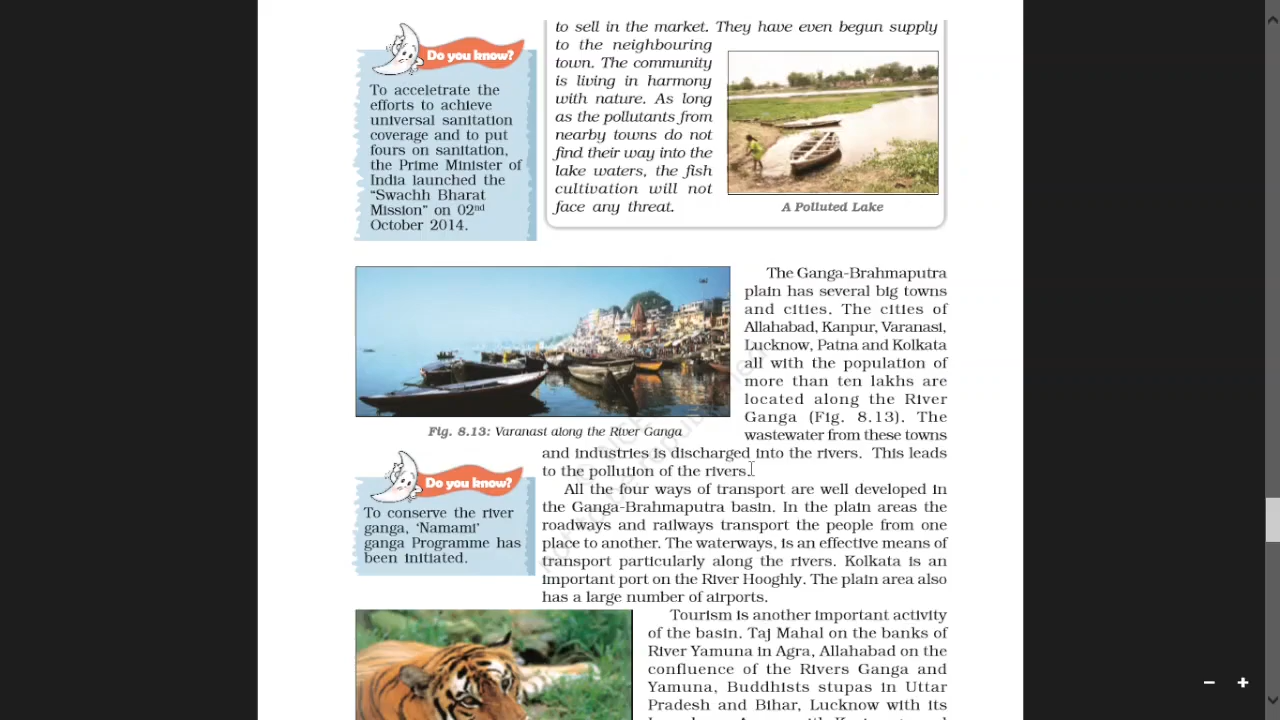 to sell in the market. They have even begun supply
to the neighbouring
town. The community
is living in harmony
with nature. As long
as the pollutants from
nearby towns do not
find their way into the
lake waters, the fish
cultivation will not
face any threat.
A Polluted Lake
Do you know?
To acceletrate the
efforts to achieve
universal sanitation
coverage and to put
fours on sanitation,
the Prime Minister of
India launched the
“Swachh Bharat
Mission” on 02nd
October 2014.
Fig. 8.13: Varanast along the River Ganga
The Ganga-Brahmaputra
plain has several big towns
and cities. The cities of
Allahabad, Kanpur, Varanasi,
Lucknow, Patna and Kolkata
all with the population of
more than ten lakhs are
located along the River
Ganga (Fig. 8.13). The
wastewater from these towns
and industries is discharged into the rivers. This leads
to the pollution of the rivers.
Do you know?
To conserve the river
ganga, ‘Namami’
ganga Programme has
been initiated.
All the four ways of transport are well developed in
the Ganga-Brahmaputra basin. In the plain areas the
roadways and railways transport the people from one
place to another. The waterways, is an effective means of
transport particularly along the rivers. Kolkata is an
important port on the River Hooghly. The plain area also
has a large number of airports.
Tourism is another important activity
of the basin. Taj Mahal on the banks of
River Yamuna in Agra, Allahabad on the
confluence of the Rivers Ganga and
Yamuna, Buddhists stupas in Uttar
Pradesh and Bihar, Lucknow with its